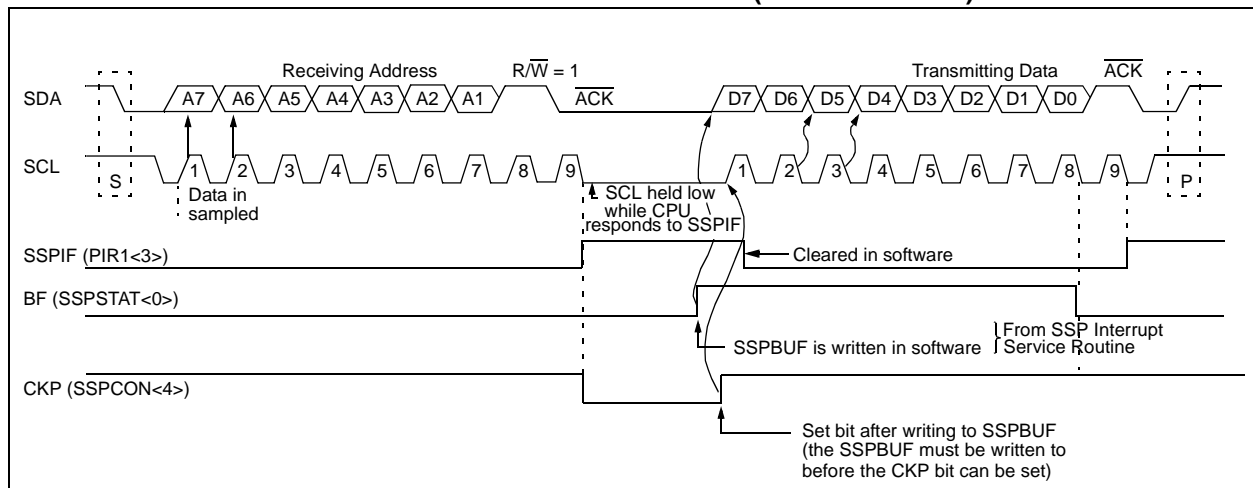 Receiving Address
R/W = 1
Transmitting Data
ACK
SDA
A7 A6 A5 A4 A3 A2 A1
ACK
D7 D6 D5 D4 D3 D2 D1 D0
SCL
S
1 2 3 4 5 6 7 8 9
1 2 3 4 5 6 7 8 9
P
Data in
sampled
SCL held low
while CPU
responds to SSPIF
SSPIF (PIR1<3>)
Cleared in software
BF (SSPSTAT<0>)
SSPBUF is written in software
From SSP Interrupt
Service Routine
CKP (SSPCON<4>)
Set bit after writing to SSPBUF
(the SSPBUF must be written to
before the CKP bit can be set)